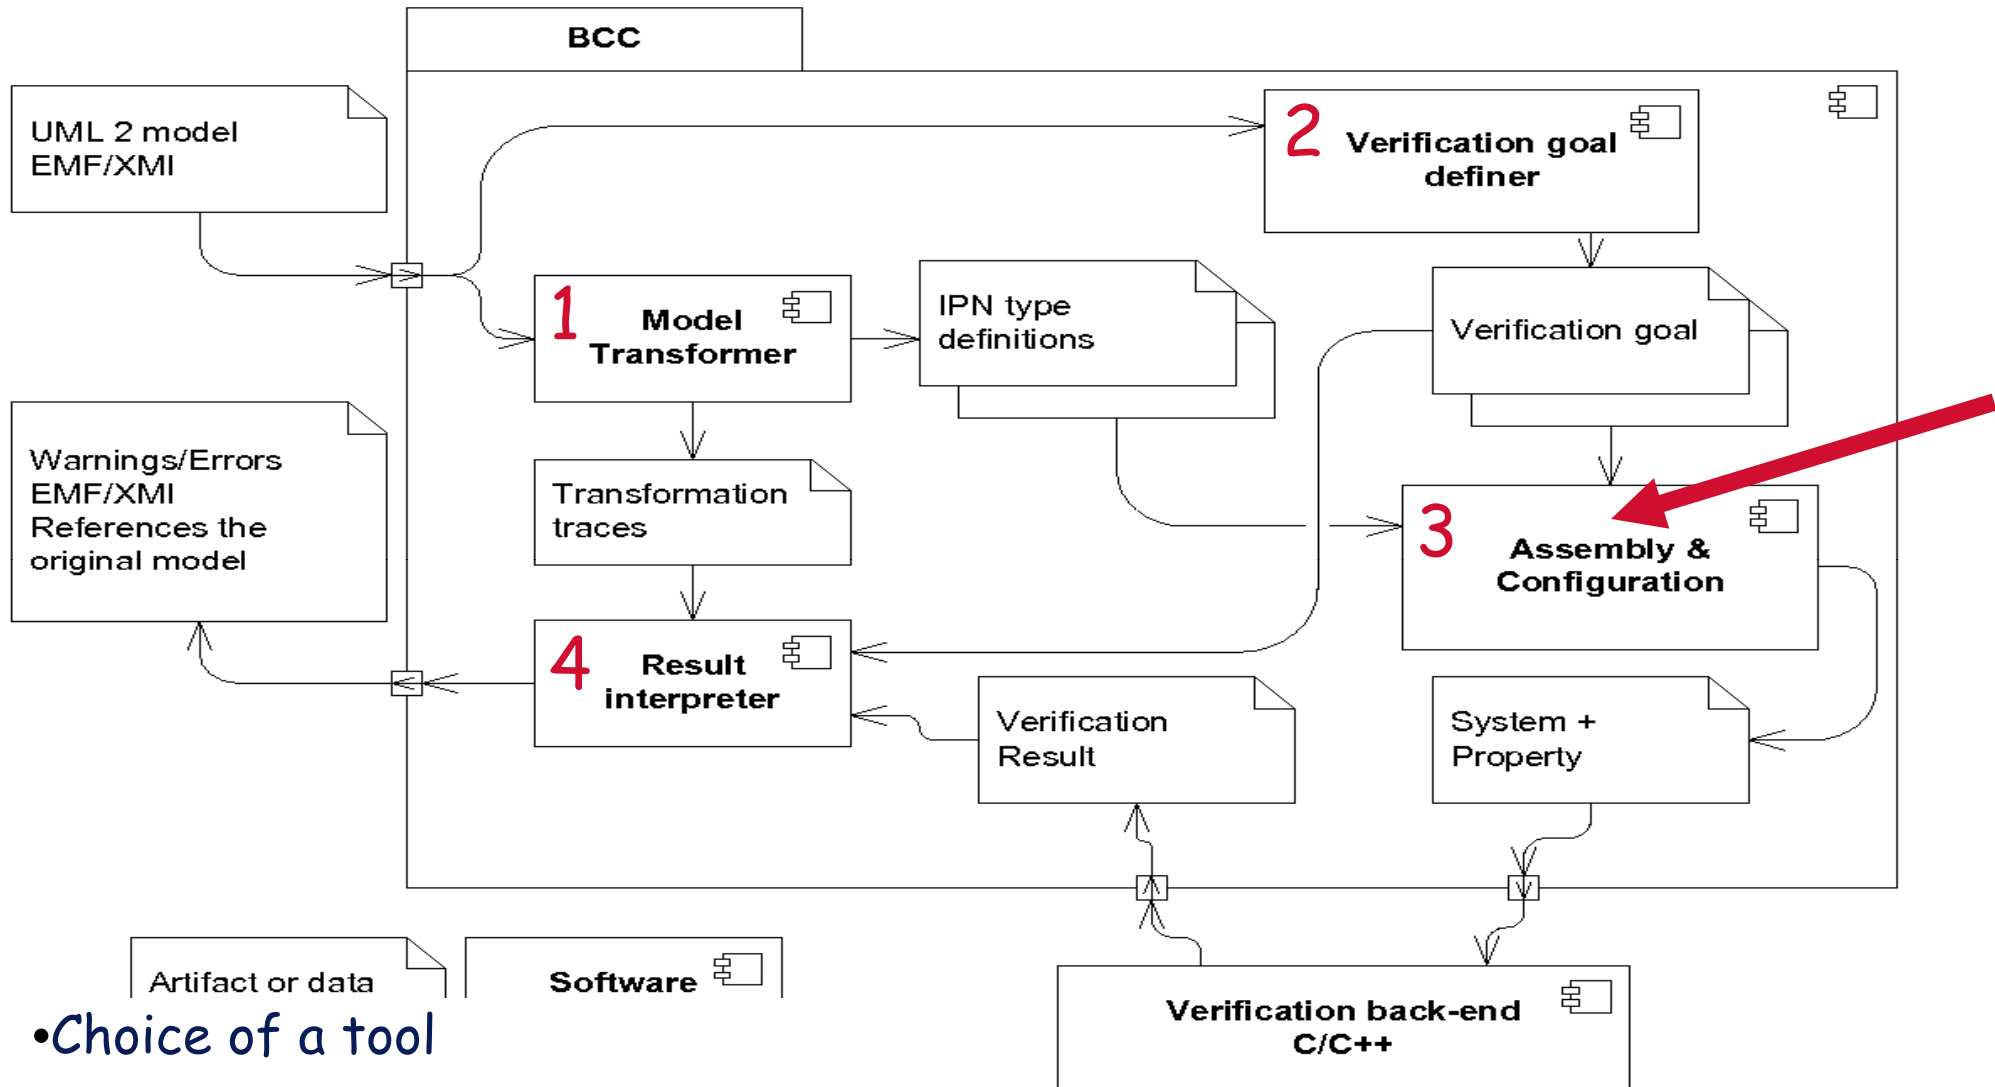 BCC
UML 2 model
EMF/XMI
2
Verification goal
definer
1
Model
Transformer
IPN type
definitions
Verification goal
Warnings/Errors
EMF/XMI
References the
original model
Transformation
traces
3
Assembly &
Configuration
4
Result
interpreter
Verification
Result
System +
Property
Artifact or data
Software
•Choice of a tool
Verification back-end
C/C++